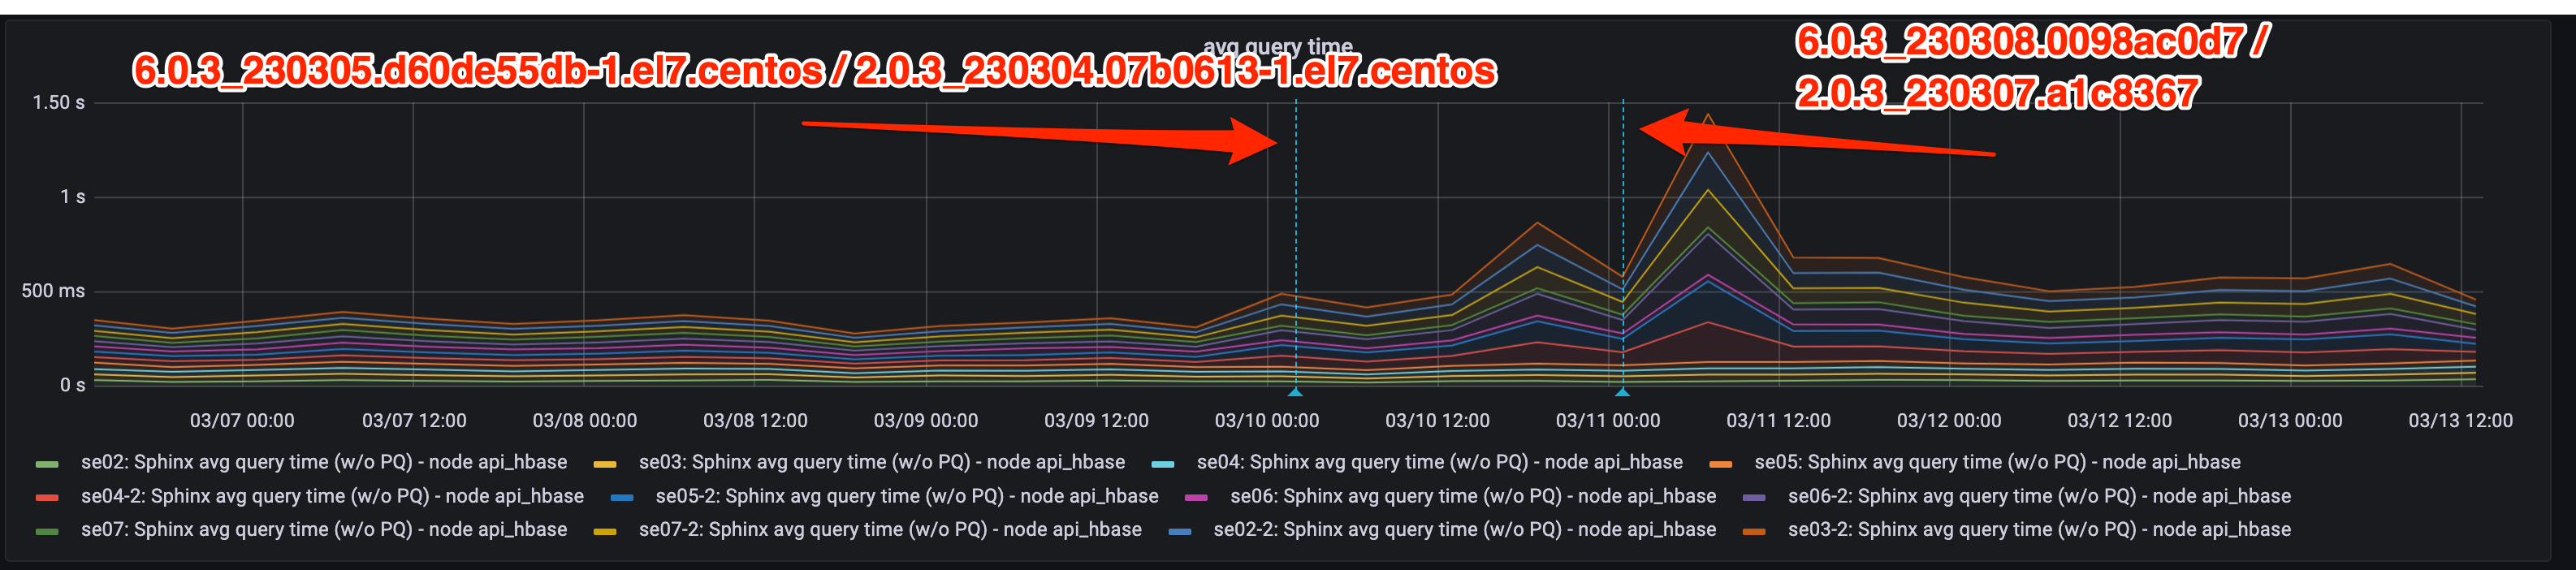 avg query time
6.0.3_230305.d60de55db-1.el7.centos / 2.0.3_230304.07b0613-1.el7.centos
6.0.3_230308.0098ac0d7 /
2.0.3_230307.a1c8367
1.50 s
1 s
500 ms
0 s
03/07 00:00 03/07 12:00 03/08 00:00 03/08 12:00 03/09 00:00 03/09 12:00 03/10 00:00 03/10 12:00 03/11 00:00 03/11 12:00 03/12 00:00 03/12 12:00 03/13 00:00 03/13 12:00
se02: Sphinx avg query time (w/o PQ) - node api_hbase se03: Sphinx avg query time (w/o PQ) - node api_hbase se04: Sphinx avg query time (w/o PQ) - node api_hbase se05: Sphinx avg query time (w/o PQ) - node api_hbase
se04-2: Sphinx avg query time (w/o PQ) - node api_hbase se05-2: Sphinx avg query time (w/o PQ) - node api_hbase se06: Sphinx avg query time (w/o PQ) - node api_hbase se06-2: Sphinx avg query time (w/o PQ) - node api_hbase
se07: Sphinx avg query time (w/o PQ) - node api_hbase se07-2: Sphinx avg query time (w/o PQ) - node api_hbase se02-2: Sphinx avg query time (w/o PQ) - node api_hbase se03-2: Sphinx avg query time (w/o PQ) - node api_hbase